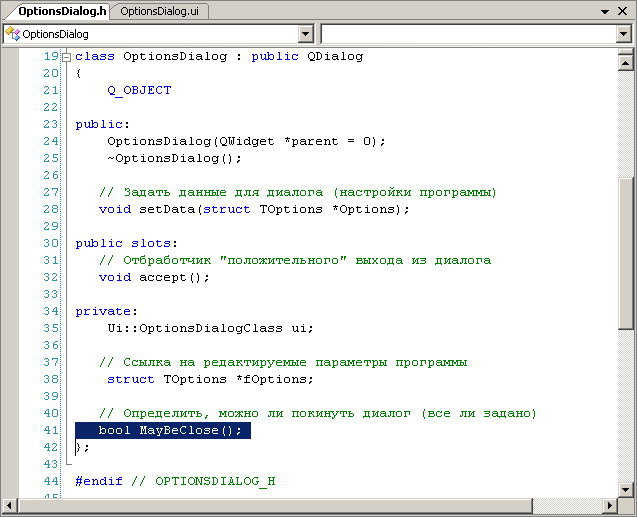 OptionsDialog.h OptionsDialog.ui
OptionsDialog
19 class OptionsDialog : public QDialog
20 {
21 Q_OBJECT
22
23 public:
24 OptionsDialog(QWidget *parent = 0);
25 ~OptionsDialog();
26
27 // Задать данные для диалога (настройки программы)
28 void setData(struct TOptions *Options);
29
30 public slots:
31 // Отбработчик "положительного" выхода из диалога
32 void accept();
33
34 private:
35 Ui::OptionsDialogClass ui;
36
37 // Ссылка на редактируемые параметры программы
38 struct TOptions *fOptions;
39
40 // Определить, можно ли покинуть диалог (все ли задано)
41 bool MayBeClose();
42 };
43
44 #endif // OPTIONSDIALOG_H
45